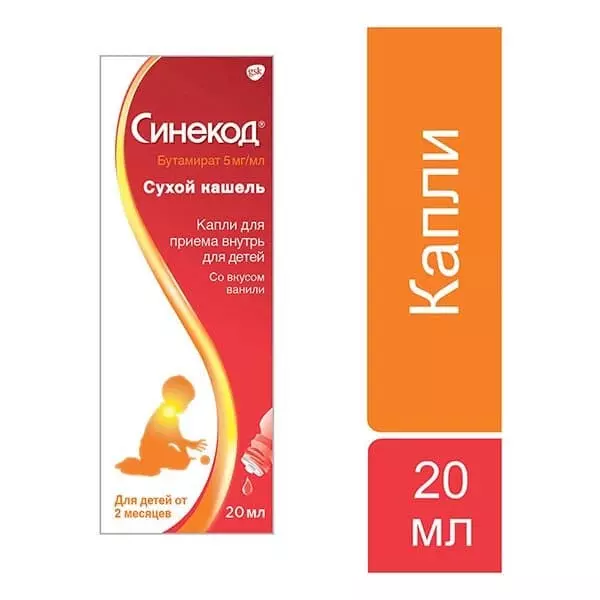 gsk
Синекод®
Бутамират 5 мг/мл
Сухой кашель
Капли для
приема внутрь
для детей
Со вкусом
ванили
Для детей от
2 месяцев
20 мл
Капли
20
мл